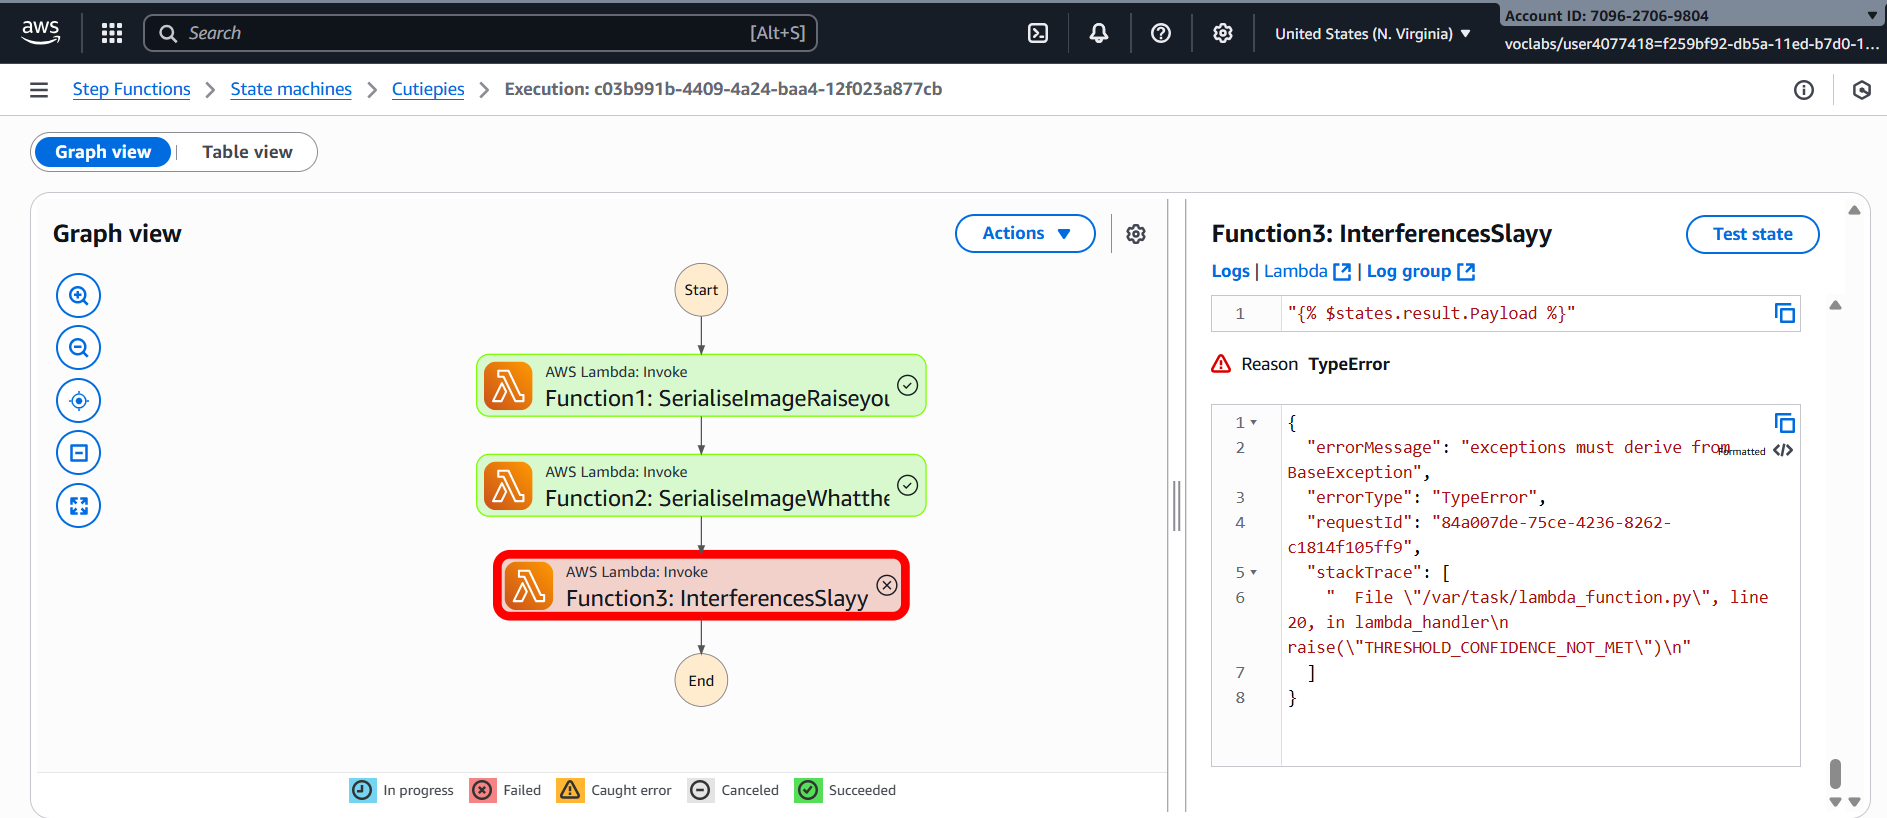 aws
Search
[Alt+S]
United States (N. Virginia)
Account ID: 7096-2706-9804
voclabs/user4077418=f259bf92-db5a-11ed-b7d0-1...
Step Functions
State machines
Cutiepies
Execution: c03b991b-4409-4a24-baa4-12f023a877cb
Graph view
Table view
Graph view
Actions
Start
AWS Lambda: Invoke
Function1: SerialiseImageRaiseyou
AWS Lambda: Invoke
Function2: SerialiseImageWhatthe
AWS Lambda: Invoke
Function3: InterferencesSlayy
End
In progress
Failed
Caught error
Canceled
Succeeded
Function3: InterferencesSlayy
Test state
Logs | Lambda | Log group
1 "{% $states.result.Payload %}"
Reason TypeError
Formatted
1 {
2 "errorMessage": "exceptions must derive from
BaseException",
3 "errorType": "TypeError",
4 "requestId": "84a007de-75ce-4236-8262-
c1814f105ff9",
5 "stackTrace": [
6 "  File \"/var/task/lambda_function.py\", line
20, in lambda_handler\n
raise(\"THRESHOLD_CONFIDENCE_NOT_MET\")\n"
7 ]
8 }